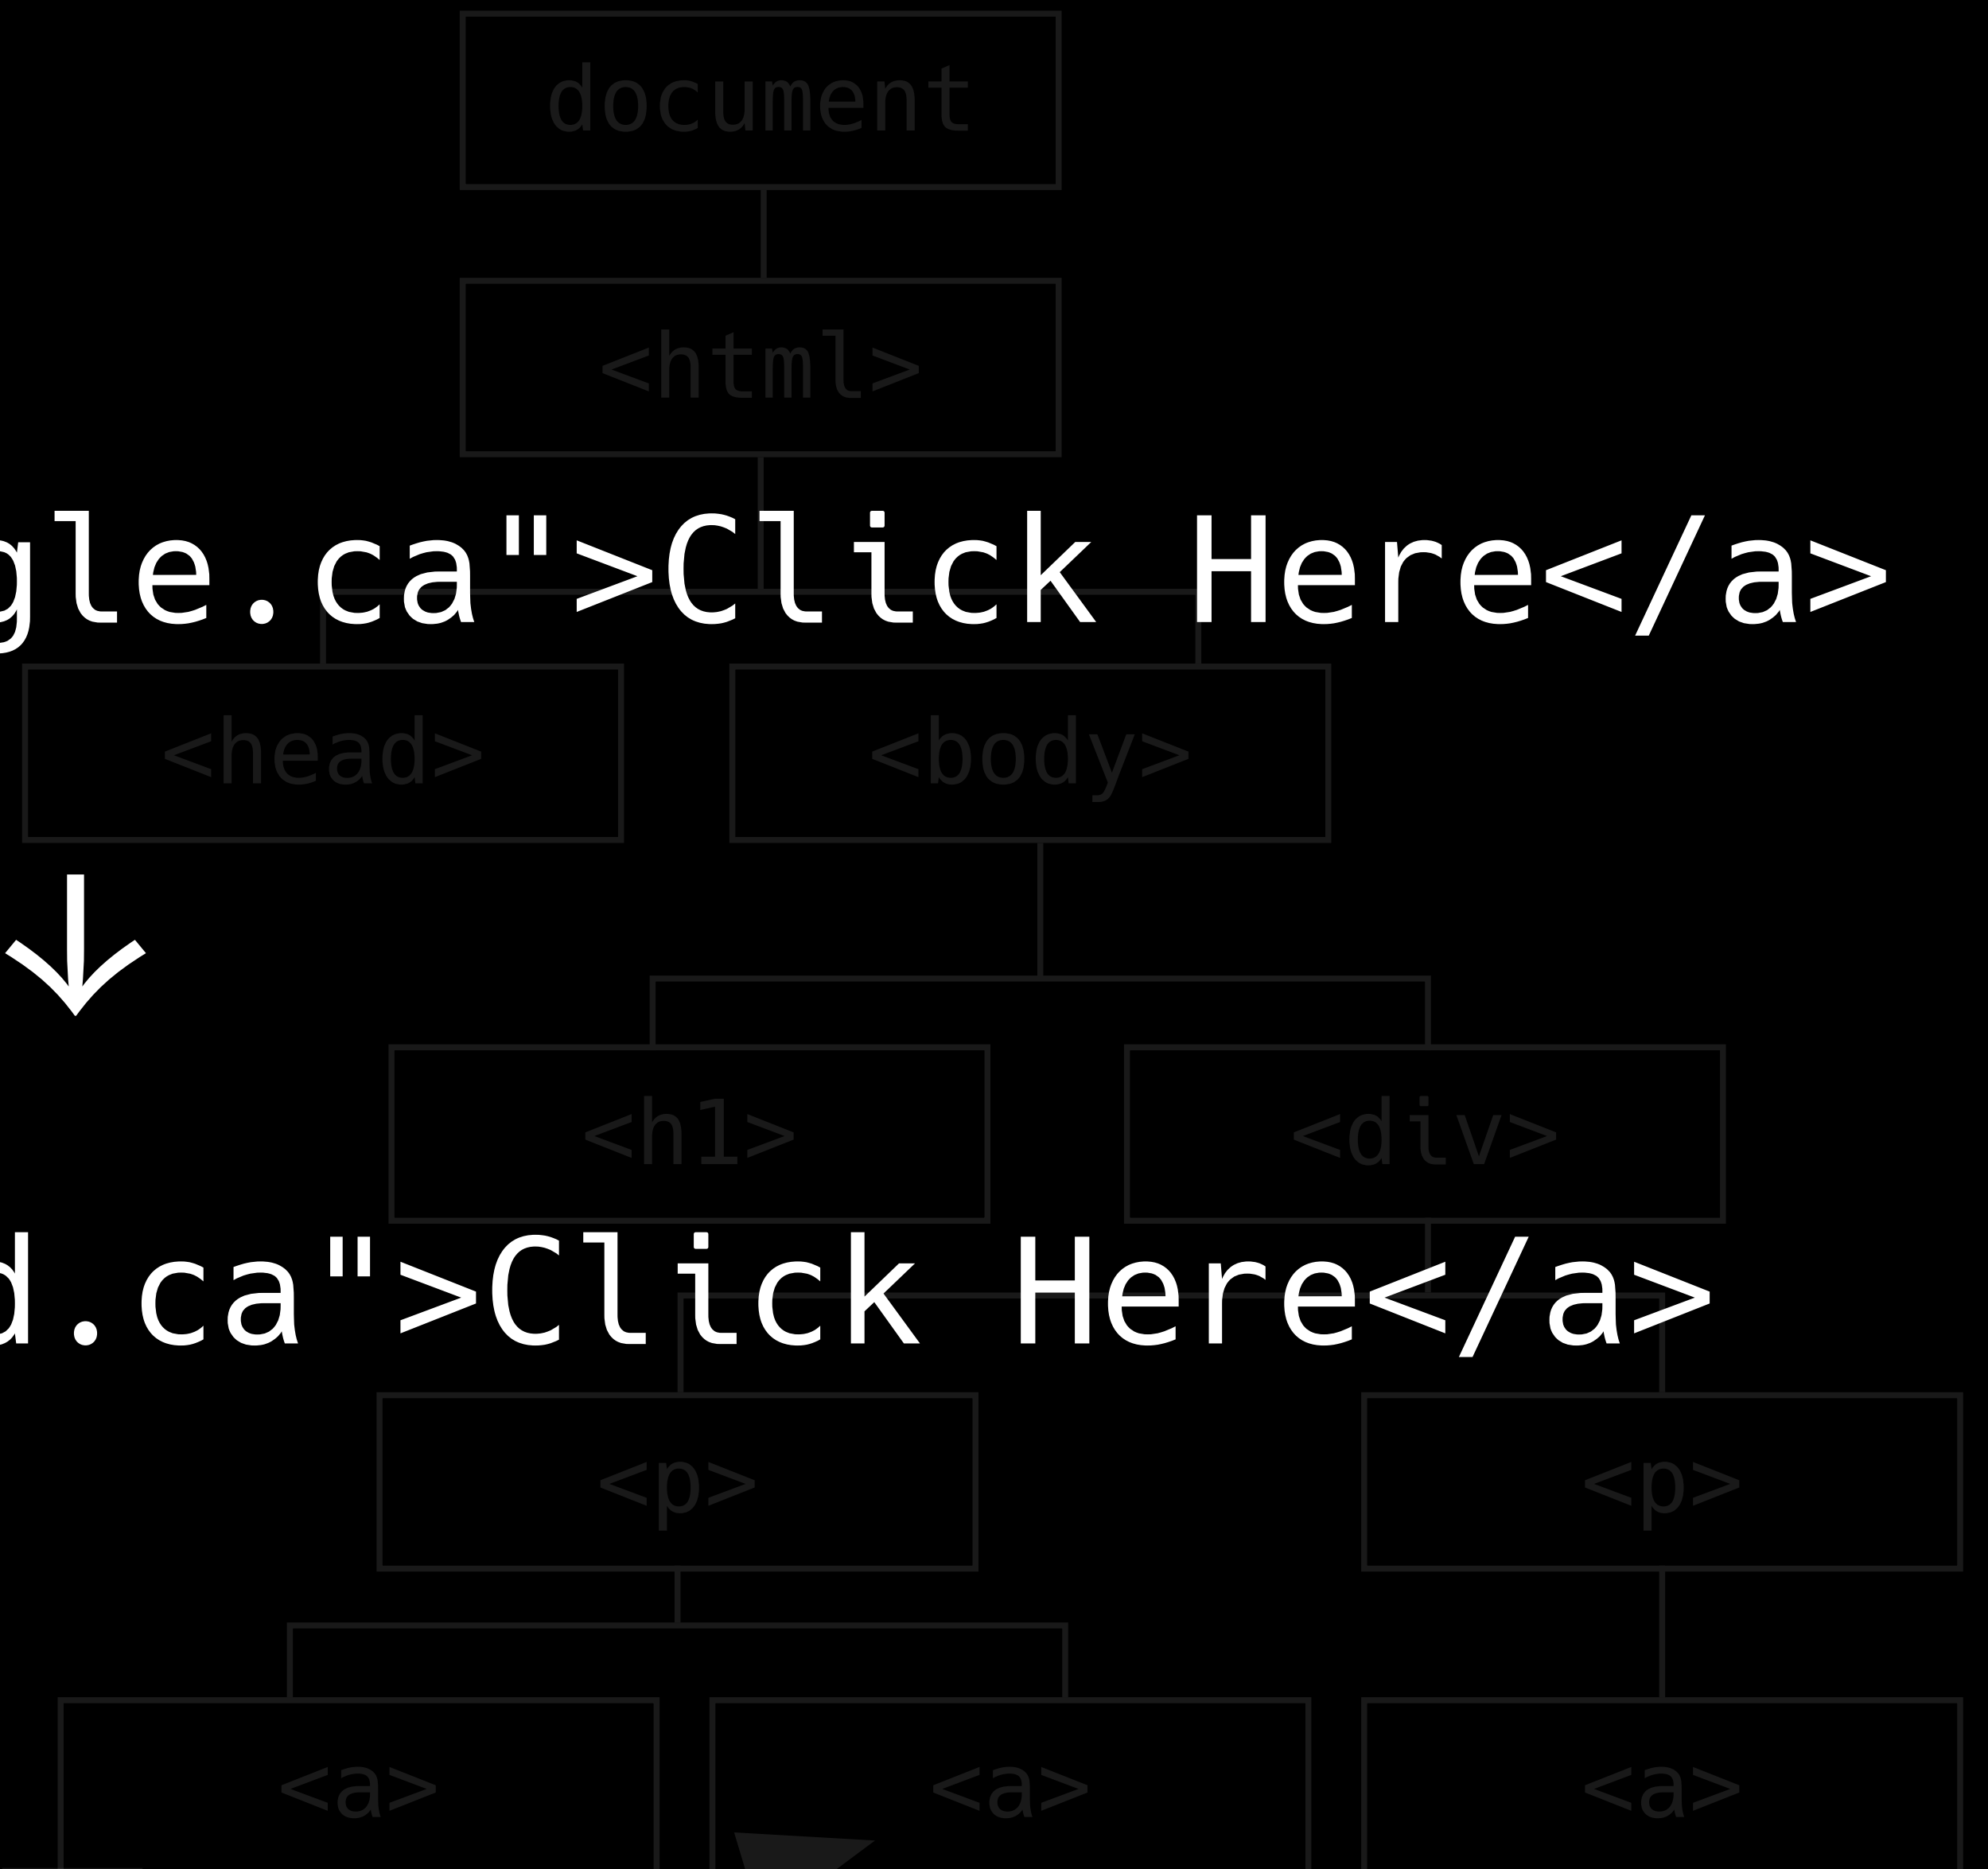 document
<html>
gle.ca">Click Here</a>
<head> <body>
↓
<h1> <div>
d.ca">Click Here</a>
<p> <p>
<a> <a> <a>